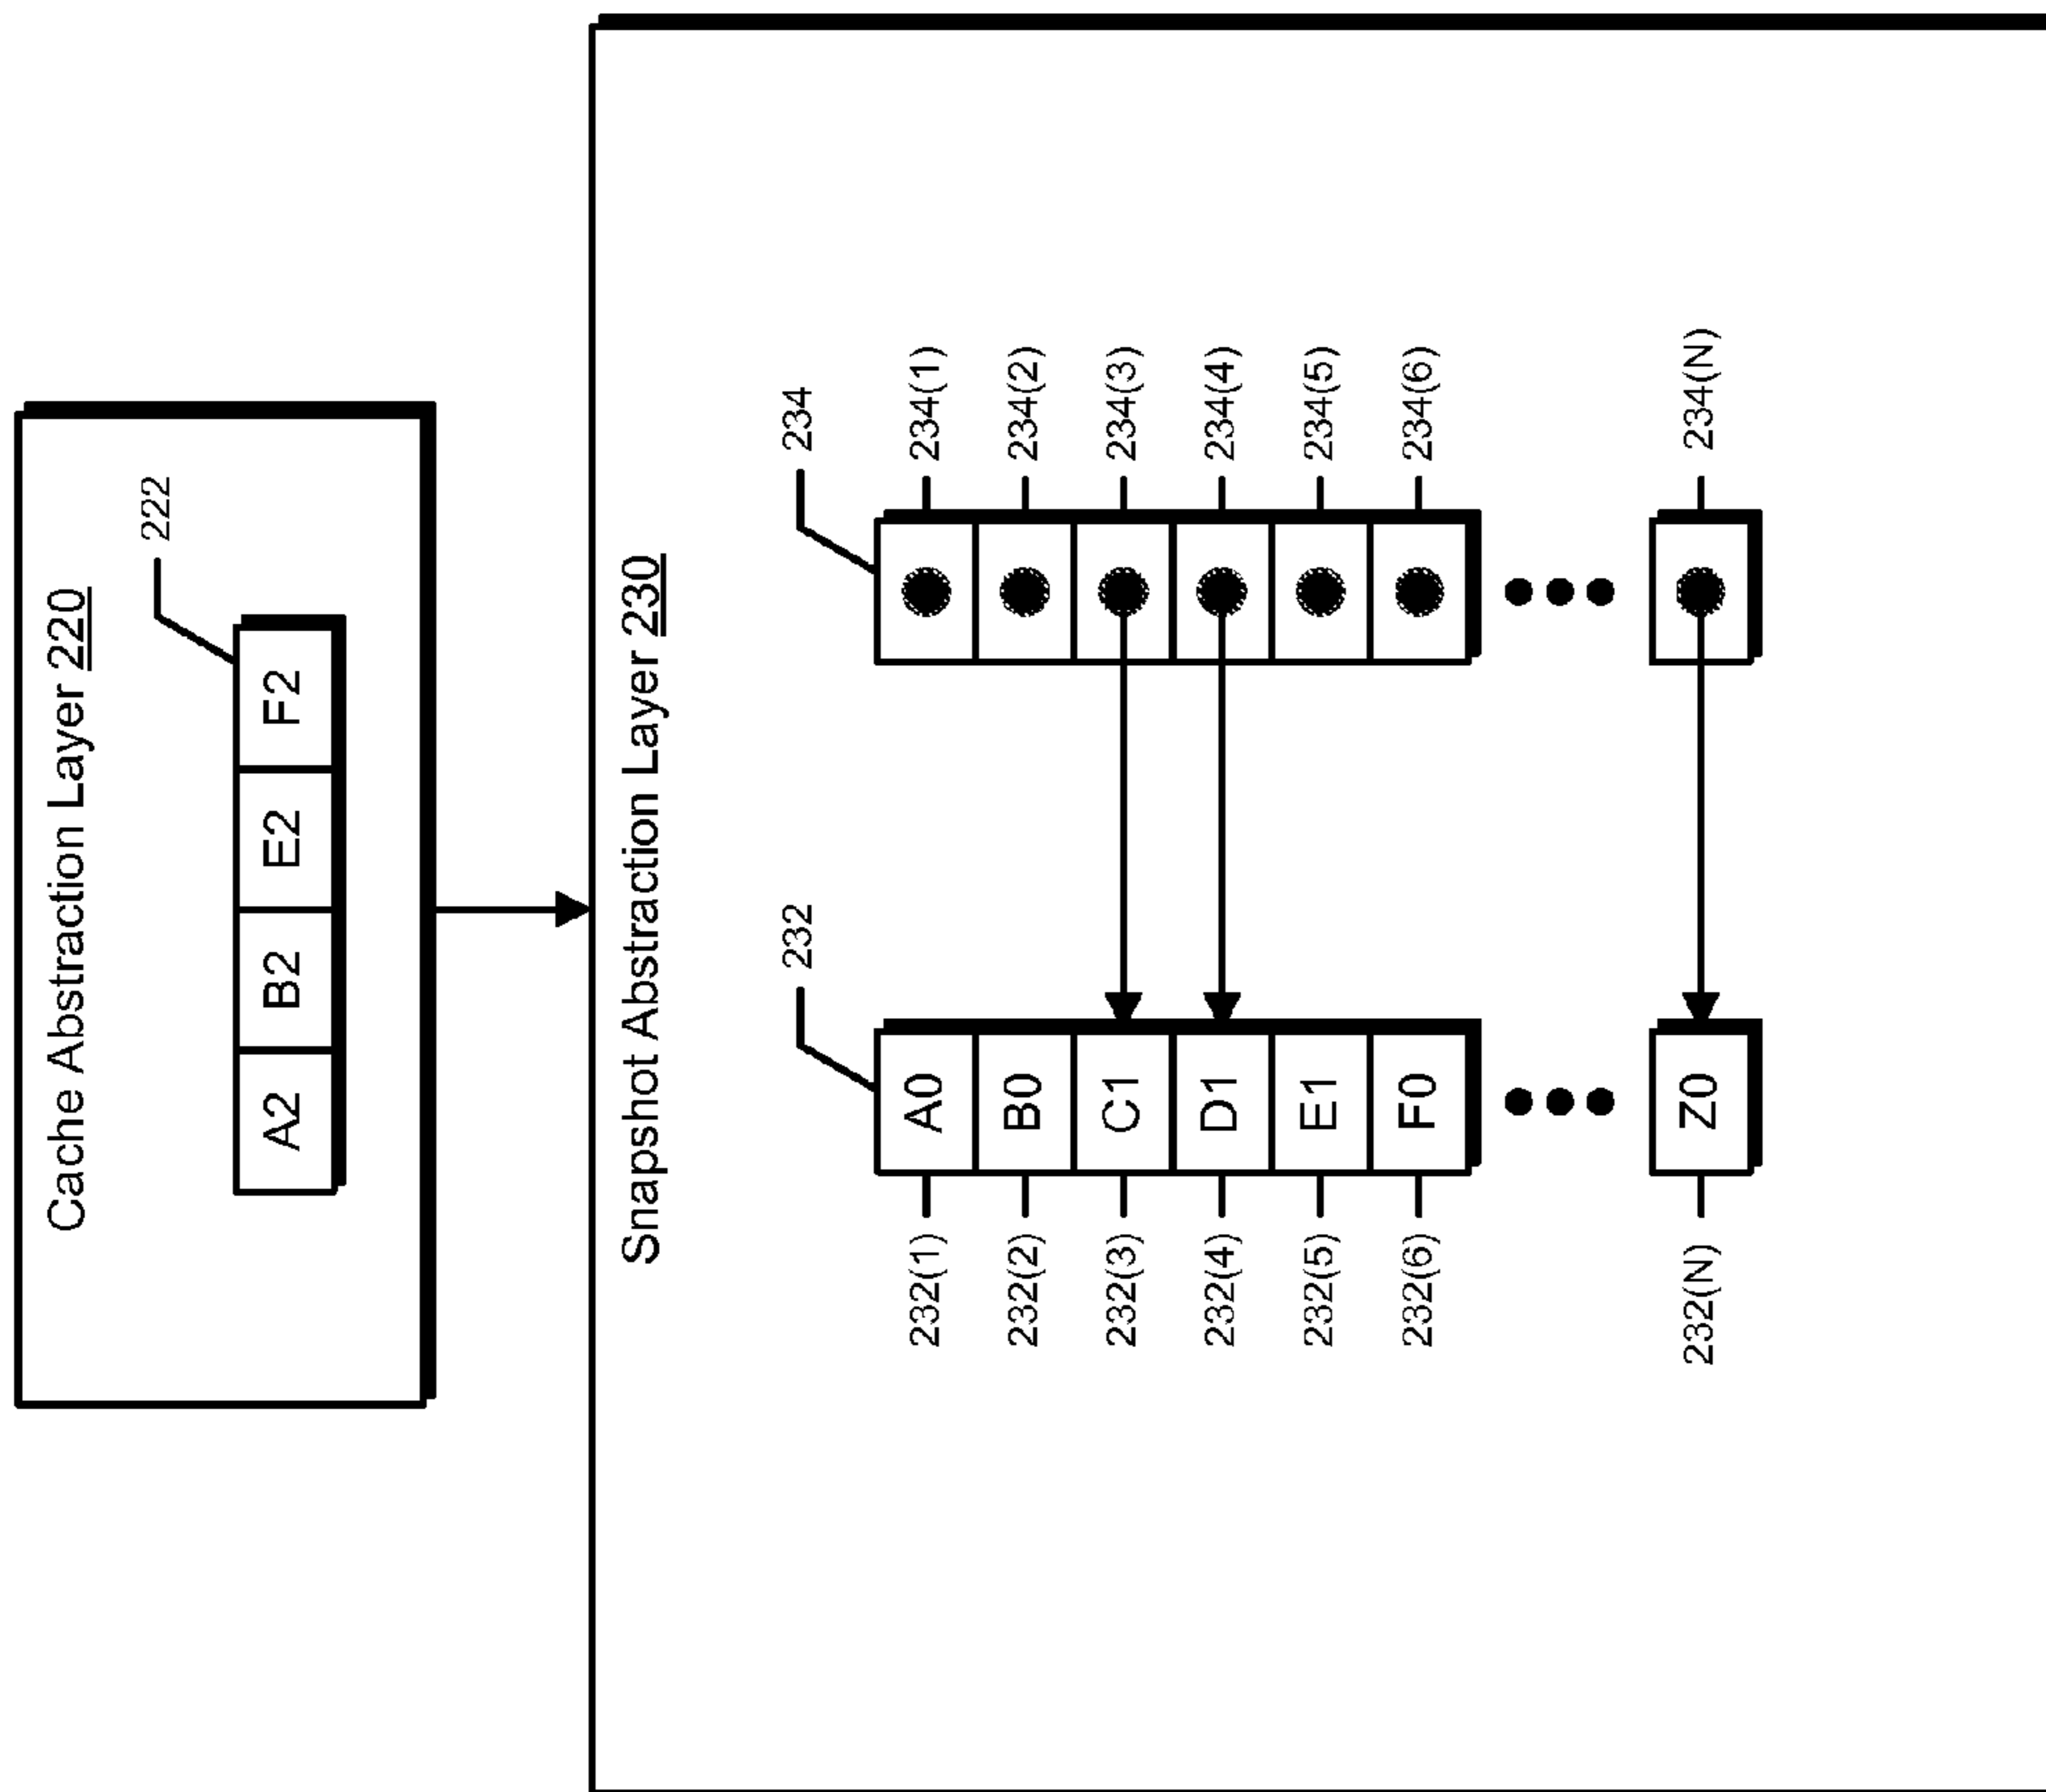 Cache Abstraction Layer 220
222
A2 B2 E2 F2
Snapshot Abstraction Layer 230
232 234
232(1) A0 234(1)
232(2) B0 234(2)
232(3) C1 234(3)
232(4) D1 234(4)
232(5) E1 234(5)
232(6) F0 234(6)
232(N) Z0 234(N)